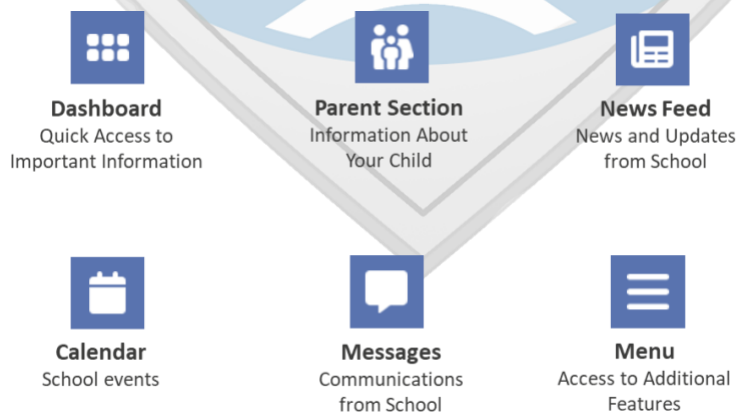 Dashboard
Quick Access to
Important Information
Parent Section
Information About
Your Child
News Feed
News and Updates
from School
Calendar
School events
Messages
Communications
from School
Menu
Access to Additional
Features